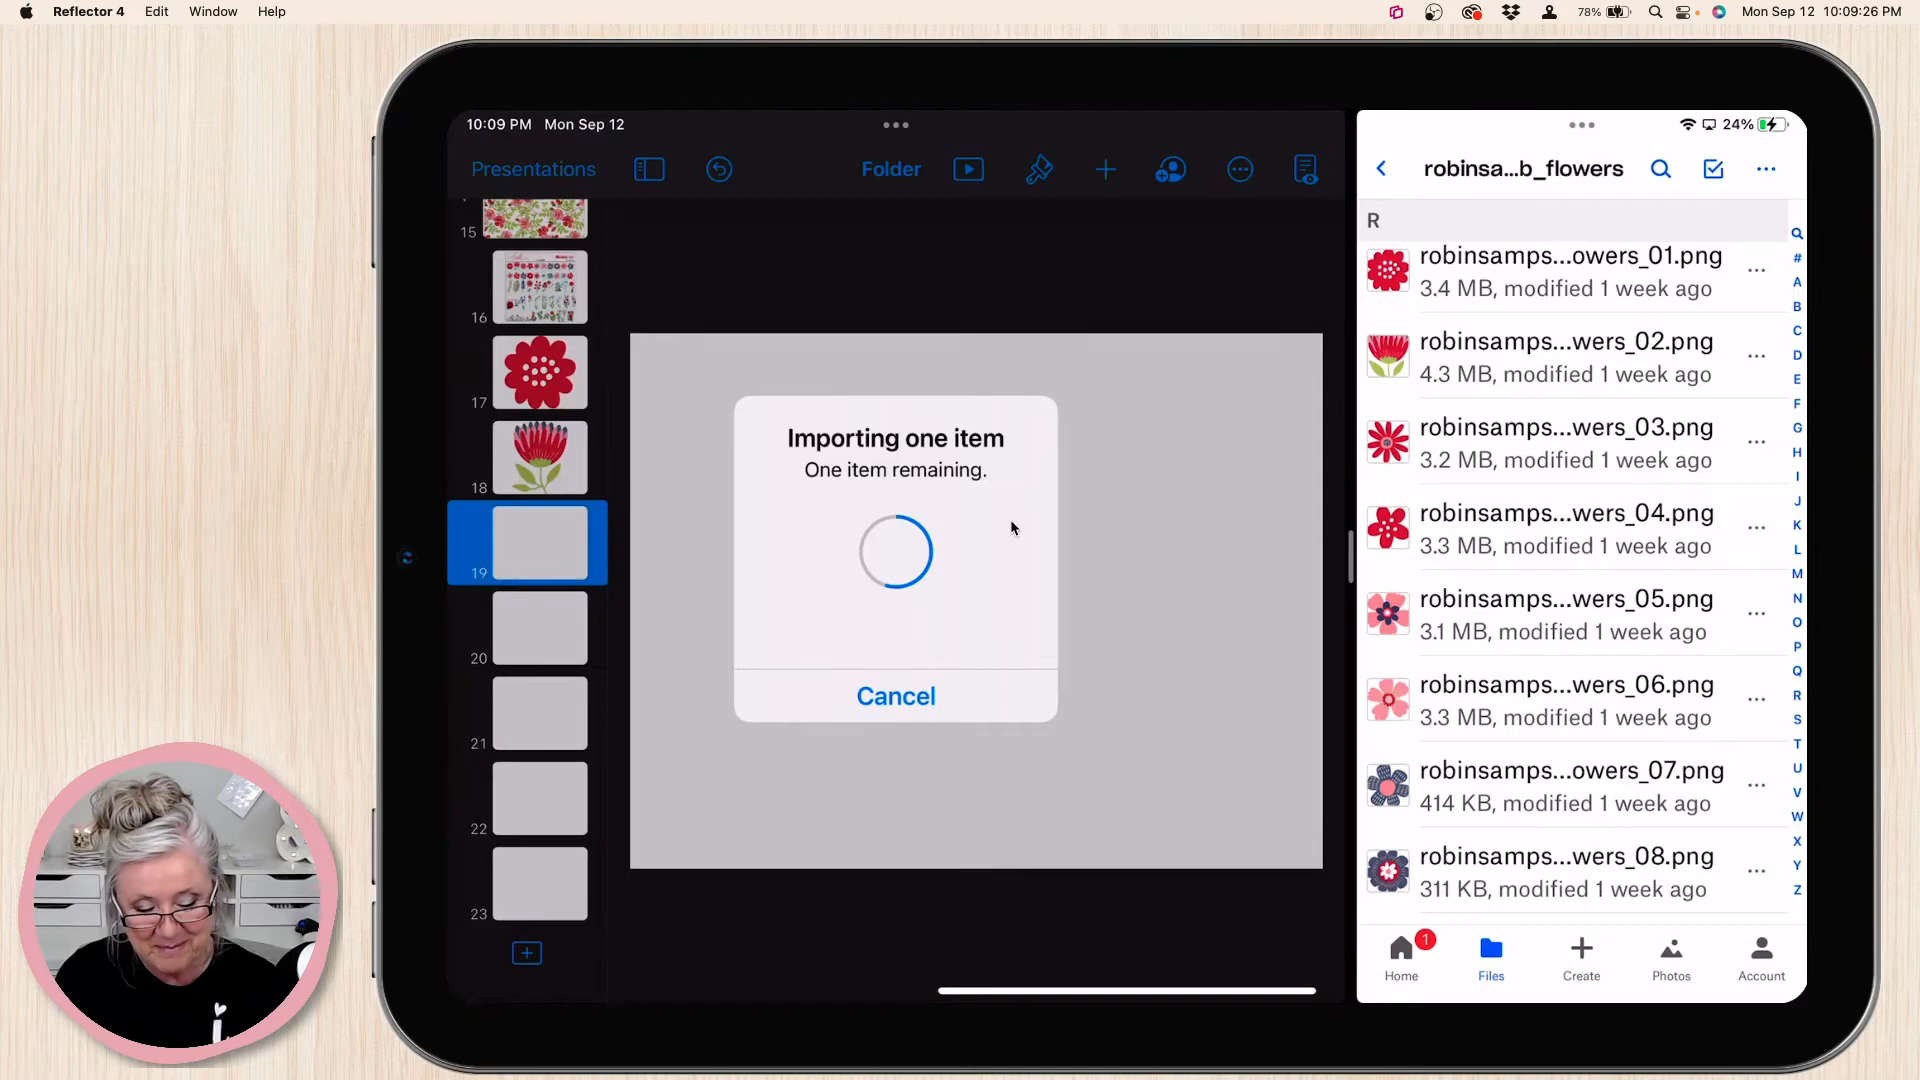 Reflector 4 Edit Window Help
78% Mon Sep 12 10:09:26 PM
10:09 PM Mon Sep 12
24%
Presentations
Folder
robinsa...b_flowers
15
16
17
18
19
20
21
22
23
Importing one item
One item remaining.
Cancel
R
robinsamps...owers_01.png
3.4 MB, modified 1 week ago
robinsamps...wers_02.png
4.3 MB, modified 1 week ago
robinsamps...wers_03.png
3.2 MB, modified 1 week ago
robinsamps...wers_04.png
3.3 MB, modified 1 week ago
robinsamps...wers_05.png
3.1 MB, modified 1 week ago
robinsamps...wers_06.png
3.3 MB, modified 1 week ago
robinsamps...owers_07.png
414 KB, modified 1 week ago
robinsamps...wers_08.png
311 KB, modified 1 week ago
#
A
B
C
D
E
F
G
H
I
J
K
L
M
N
O
P
Q
R
S
T
U
V
W
X
Y
Z
1
Home
Files
Create
Photos
Account